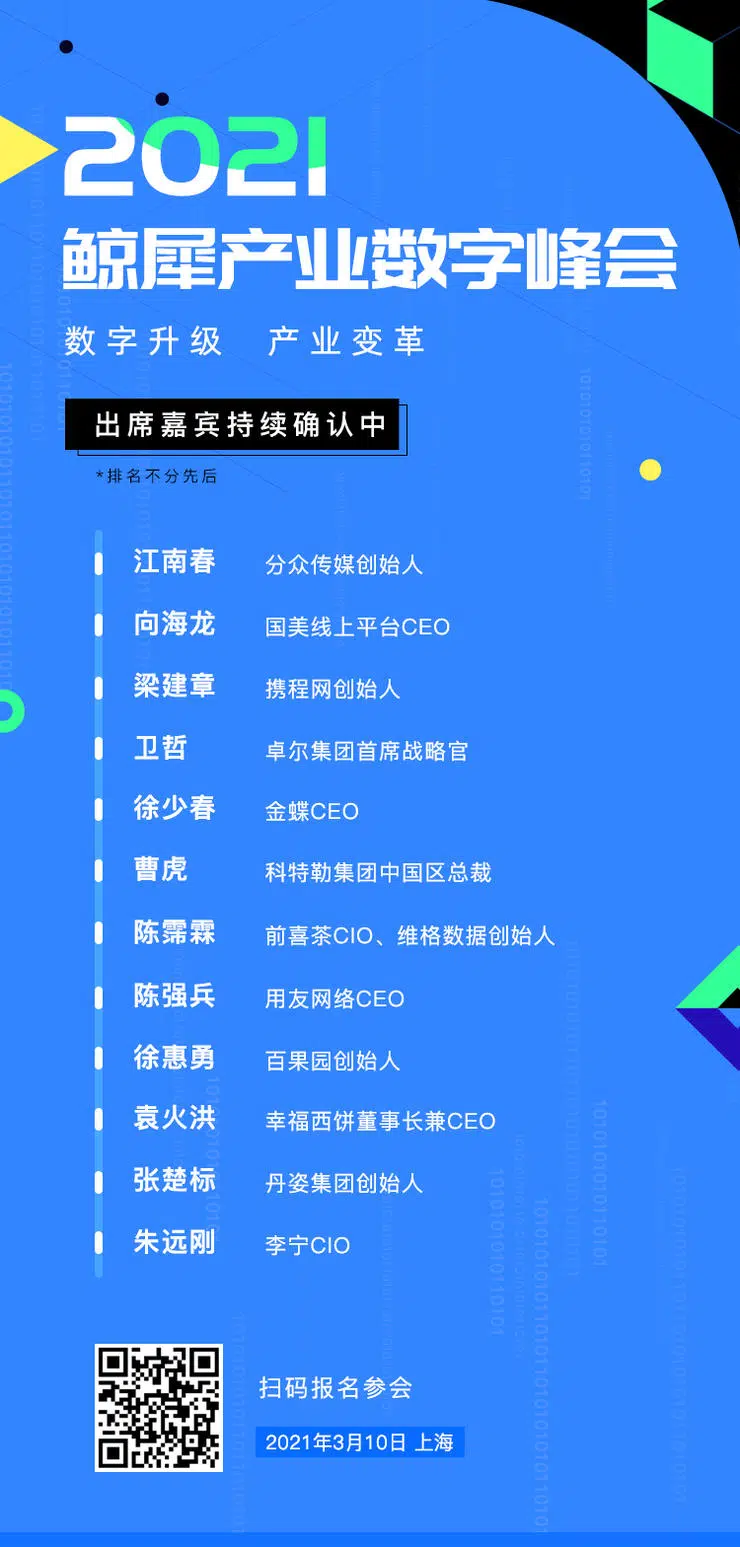 2021
鲸犀产业数字峰会
数字升级 产业变革
出席嘉宾持续确认中
*排名不分先后
江南春 分众传媒创始人
向海龙 国美线上平台CEO
梁建章 携程网创始人
卫哲 卓尔集团首席战略官
徐少春 金蝶CEO
曹虎 科特勒集团中国区总裁
陈霈霖 前喜茶CIO、维格数据创始人
陈强兵 用友网络CEO
徐惠勇 百果园创始人
袁火洪 幸福西饼董事长兼CEO
张楚标 丹姿集团创始人
朱远刚 李宁CIO
扫码报名参会
2021年3月10日 上海